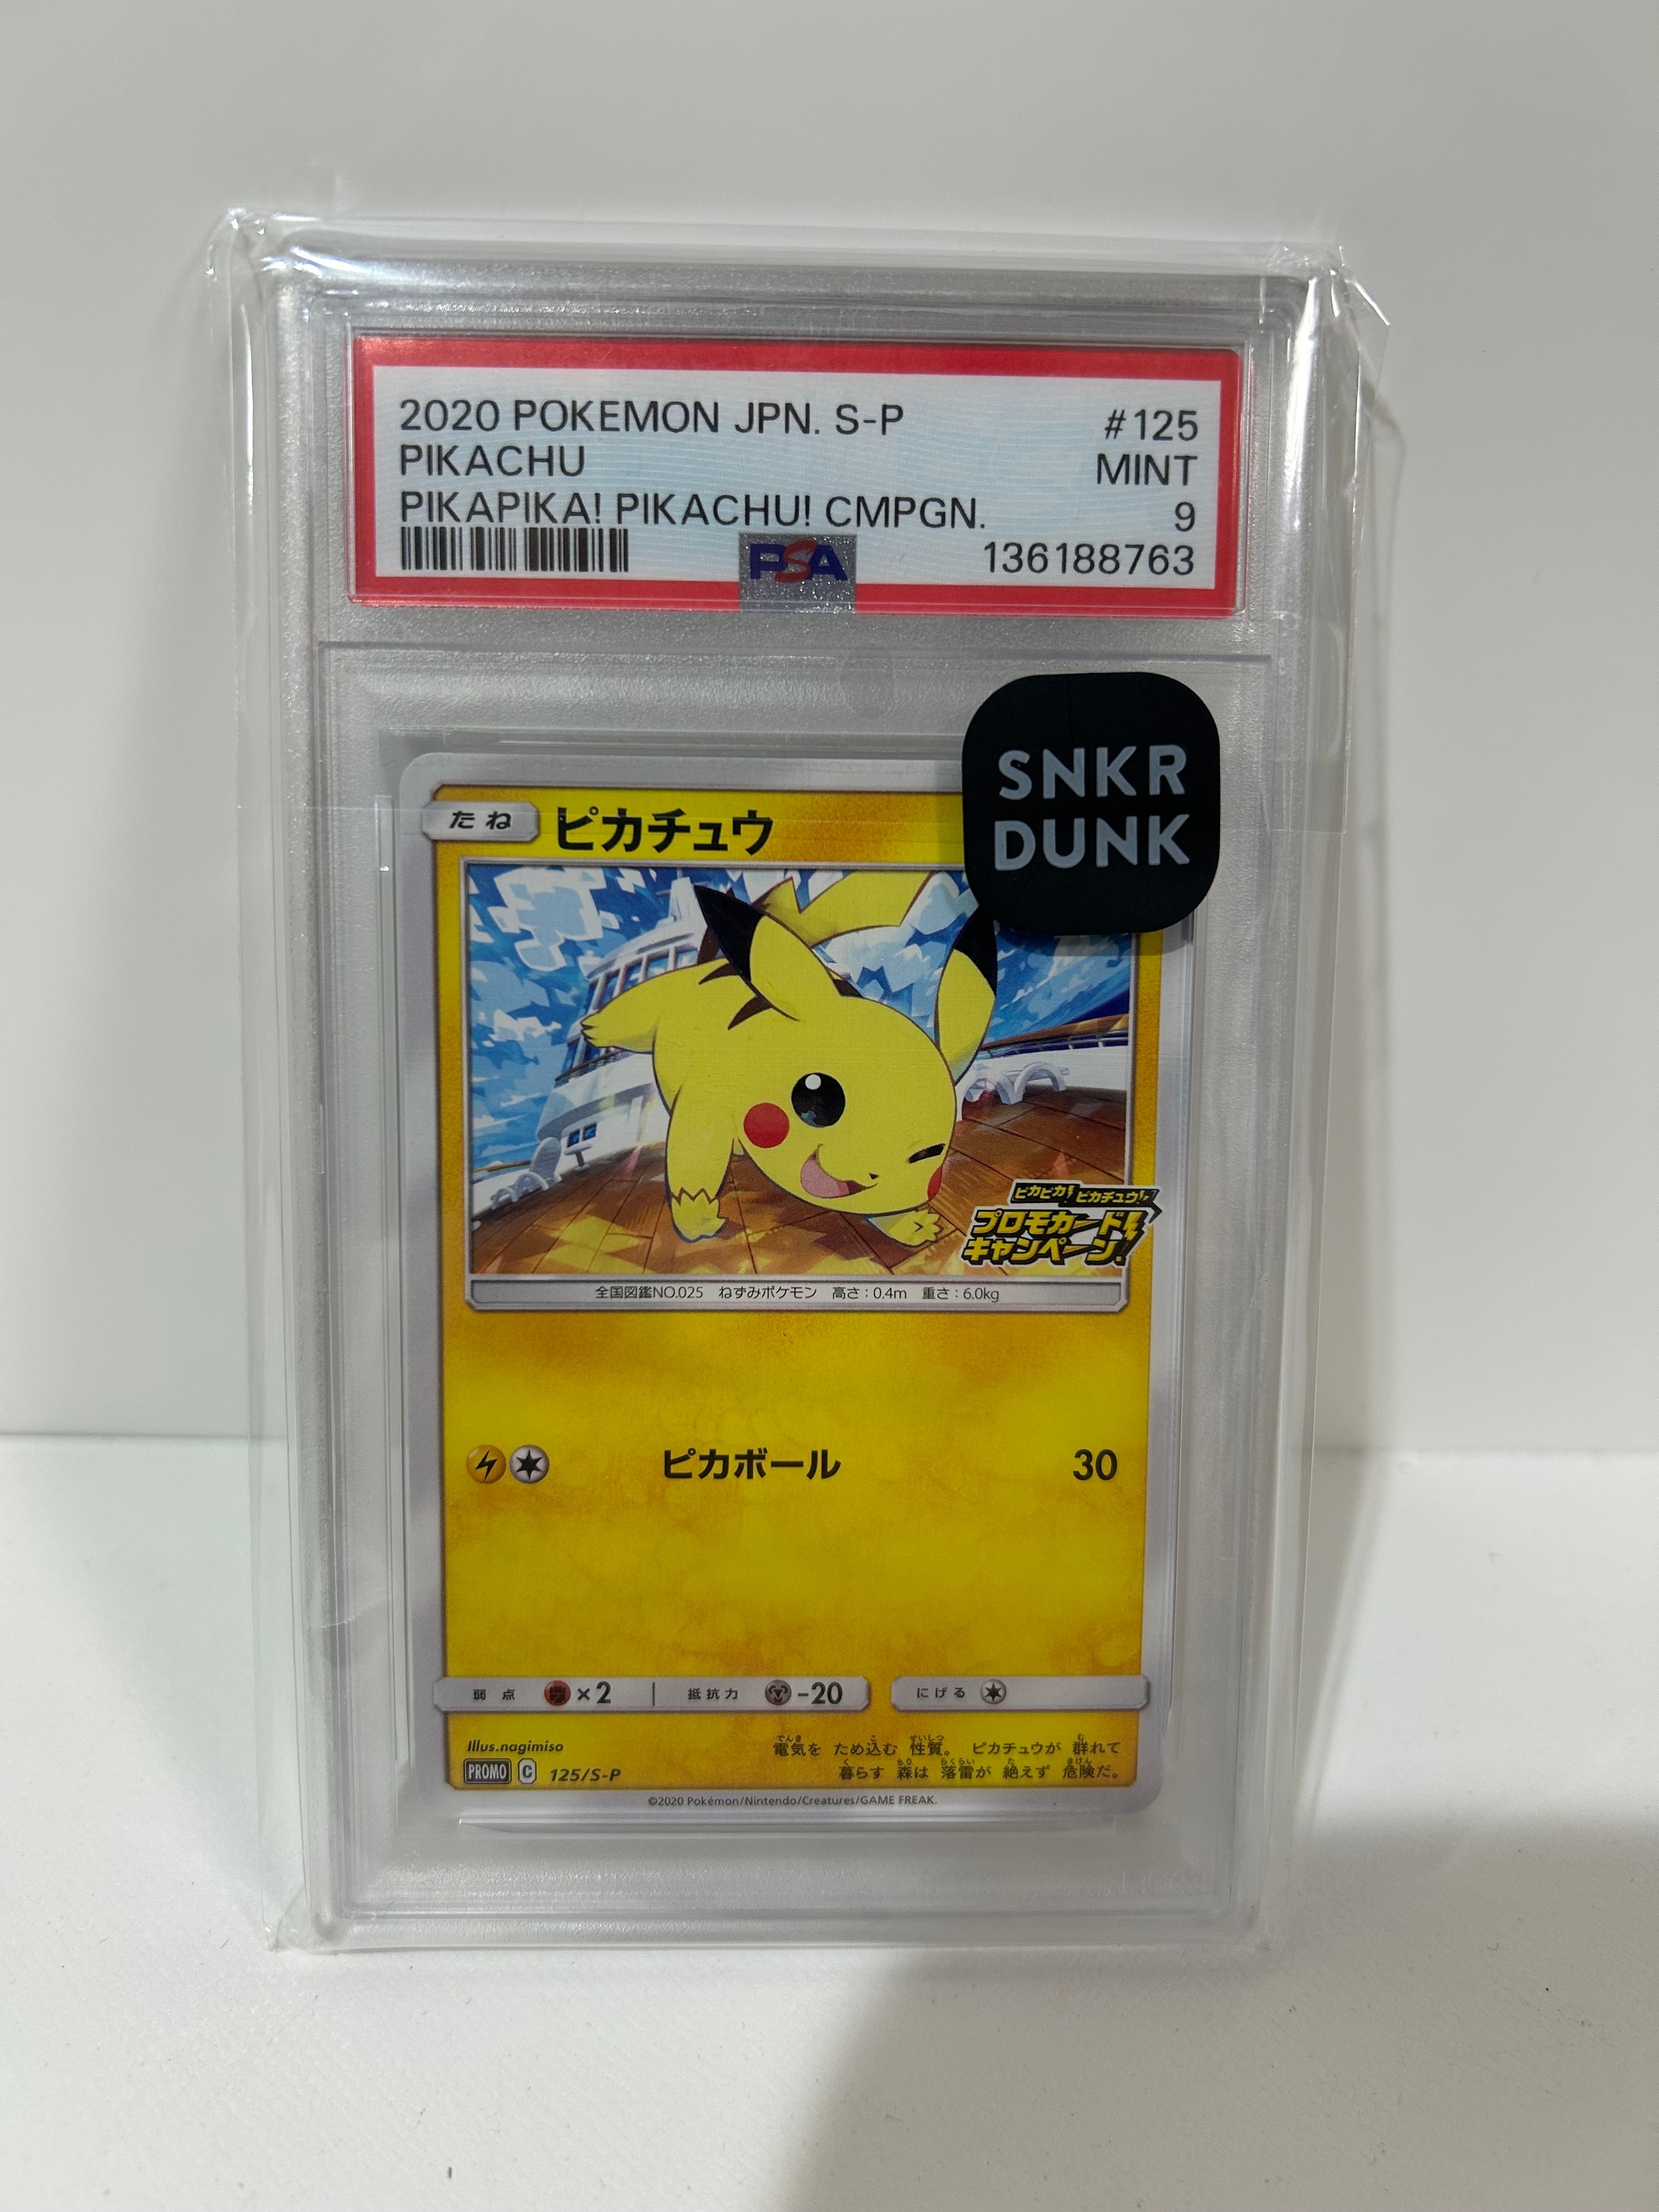 2020 POKEMON JPN. S-P #125
PIKACHU MINT
PIKAPIKA! PIKACHU! CMPGN. 9
PSA 136188763
SNKR
DUNK
たね ピカチュウ
ピカピカ! ピカチュウ!
プロモカード
キャンペーン!
全国図鑑NO.025 ねずみポケモン 高さ:0.4m 重さ:6.0kg
ピカボール 30
弱点 ×2 抵抗力 -20 にげる
Illus.nagimiso
電気を ため込む 性質。 ピカチュウが 群れて
暮らす 森は 落雷が 絶えず 危険だ。
PROMO C 125/S-P
©2020 Pokémon/Nintendo/Creatures/GAME FREAK.